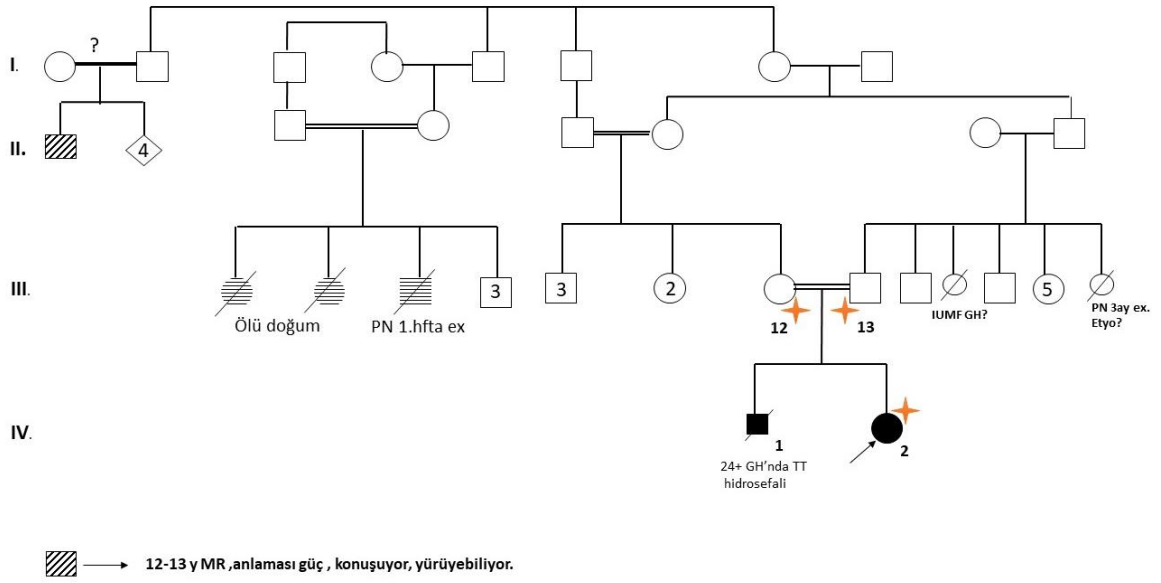 ?
I.
II.
4
III.
3
3
2
5
Ölü doğum
PN 1.hfta ex
12
13
IUMF GH?
PN 3ay ex.
Etyo?
IV.
1
2
24+ GH'nda TT
hidrosefali
12-13 y MR ,anlaması güç , konuşuyor, yürüyebiliyor.